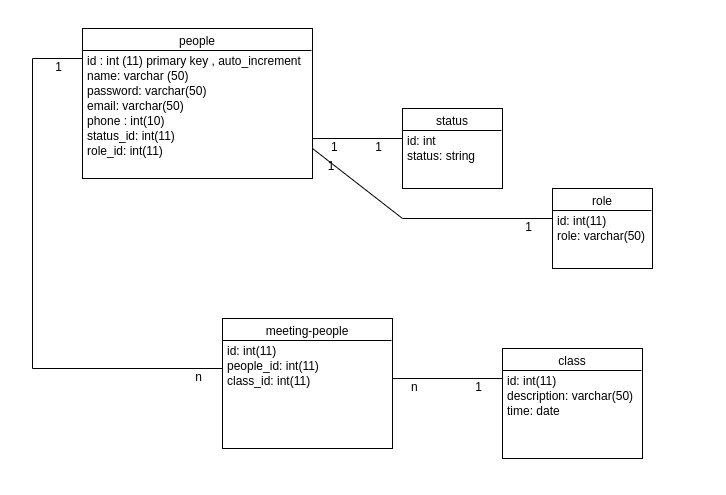 people
id : int (11) primary key , auto_increment
name: varchar (50)
password: varchar(50)
email: varchar(50)
phone : int(10)
status_id: int(11)
role_id: int(11)
1
1
1
1
status
id: int
status: string
role
id: int(11)
role: varchar(50)
1
meeting-people
id: int(11)
people_id: int(11)
class_id: int(11)
n
n
1
class
id: int(11)
description: varchar(50)
time: date